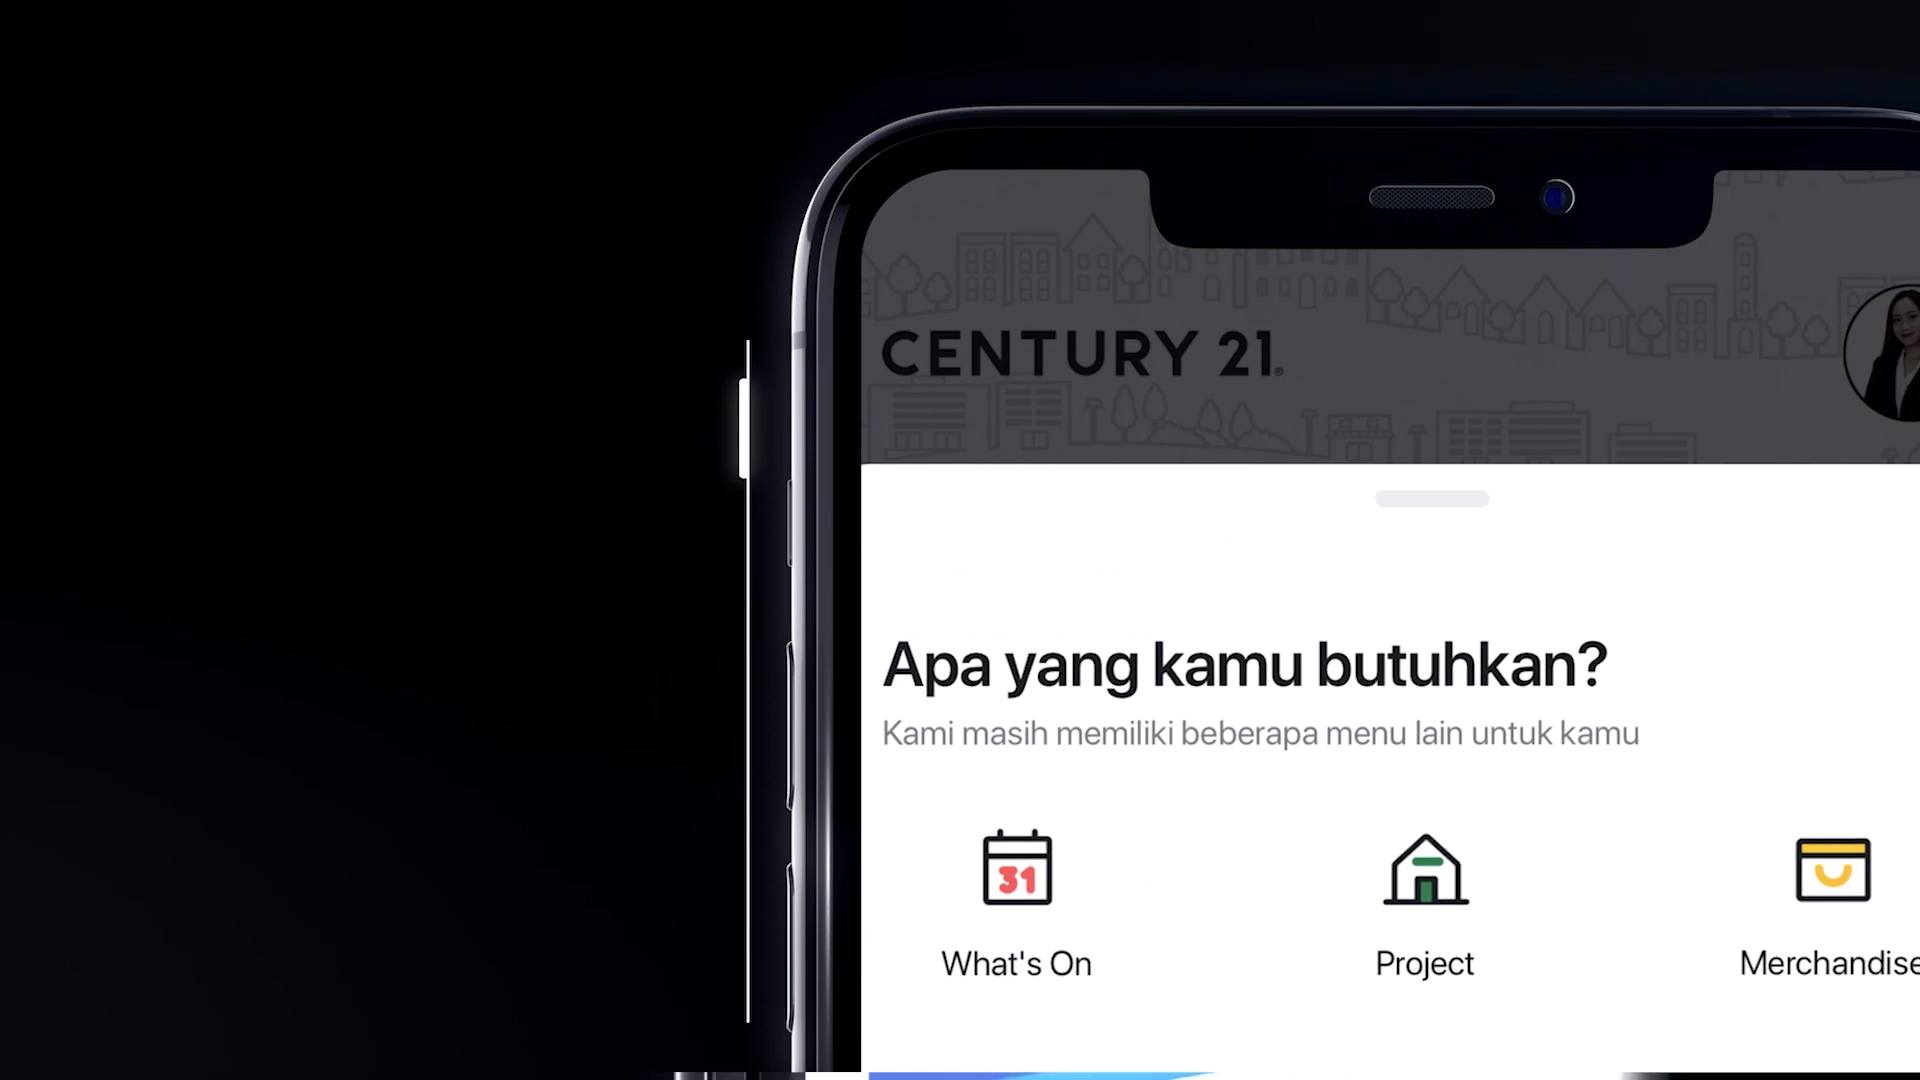 CENTURY 21®
Apa yang kamu butuhkan?
Kami masih memiliki beberapa menu lain untuk kamu
31
What's On
Project
Merchandise